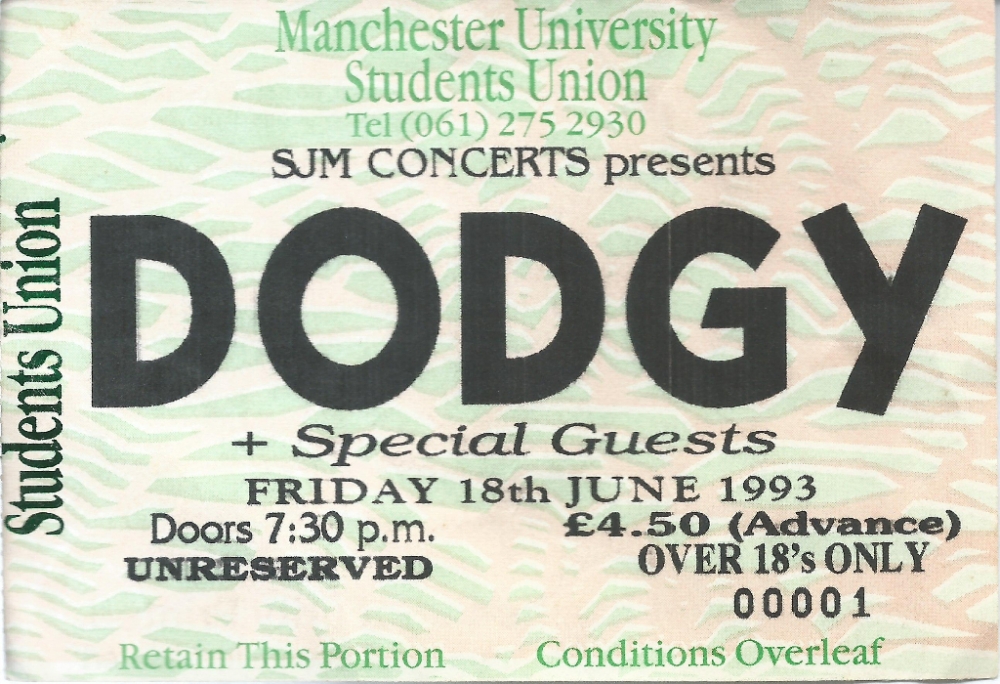 Manchester University
Students Union
Tel (061) 275 2930
SJM CONCERTS presents
Students Union
DODGY
+ Special Guests
FRIDAY 18th JUNE 1993
Doors 7:30 p.m.
£4.50 (Advance)
UNRESERVED
OVER 18's ONLY
00001
Retain This Portion
Conditions Overleaf